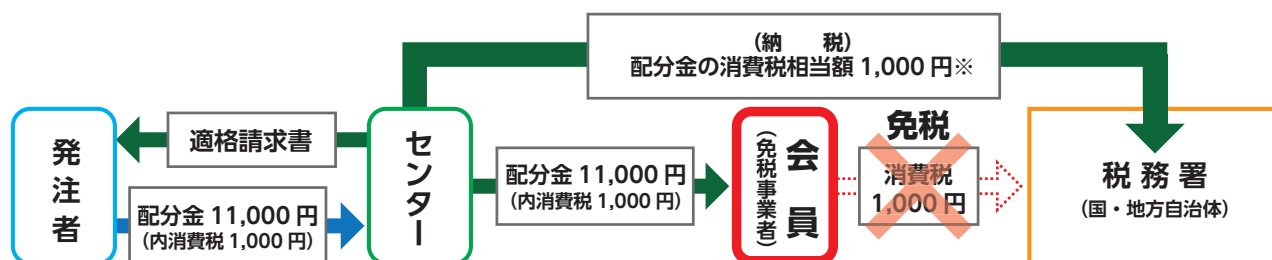 （納　税）
配分金の消費税相当額 1,000 円※
発注者
適格請求書
配分金 11,000 円
（内消費税 1,000 円）
センター
配分金 11,000 円
（内消費税 1,000 円）
会員
（免税事業者）
免税
消費税
1,000 円
税務署
（国・地方自治体）